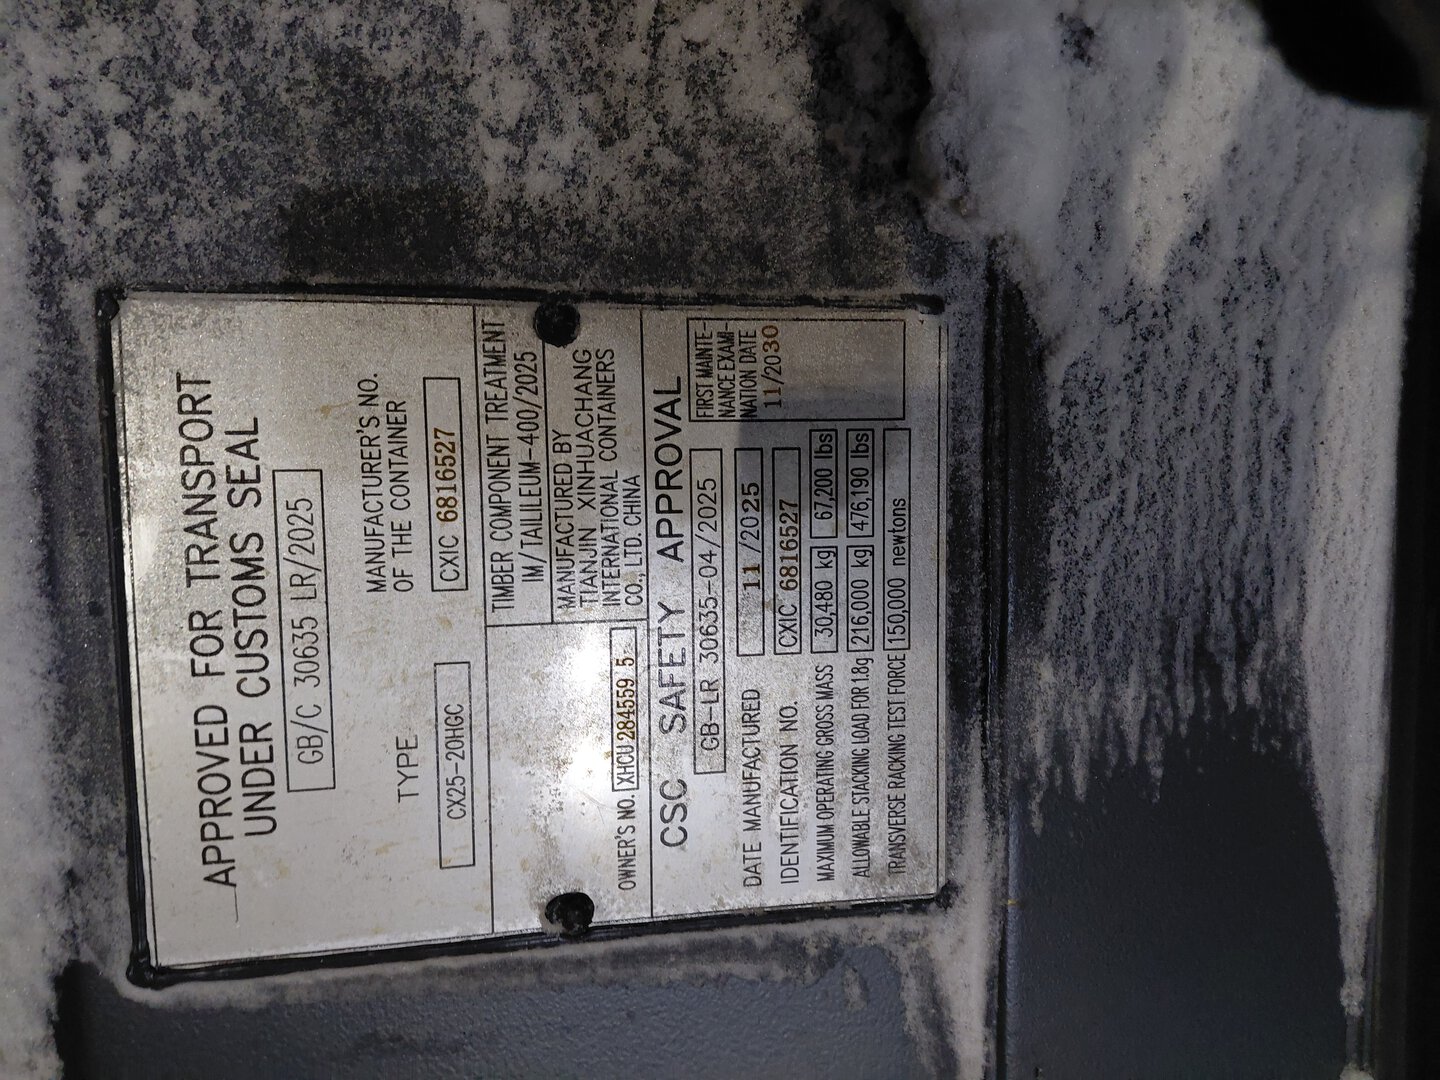 APPROVED FOR TRANSPORT
UNDER CUSTOMS SEAL
GB/C 30635 LR/2025
TYPE
CX25-20HGC
MANUFACTURER'S NO.
OF THE CONTAINER
CXIC 6816527
TIMBER COMPONENT TREATMENT
IM/TAILILEUM-400/2025
MANUFACTURED BY
TIANJIN XINHUACHANG
INTERNATIONAL CONTAINERS
CO., LTD. CHINA
OWNER'S NO. XHCU 284559 5
CSC SAFETY APPROVAL
GB-LR 30635-04/2025
DATE MANUFACTURED 11/2025
IDENTIFICATION NO. CXIC 6816527
MAXIMUM OPERATING GROSS MASS 30,480 kg 67,200 lbs
ALLOWABLE STACKING LOAD FOR 1.8g 216,000 kg 476,190 lbs
TRANSVERSE RACKING TEST FORCE 150,000 newtons
FIRST MAINTE-
NANCE EXAMI-
NATION DATE
11/2030